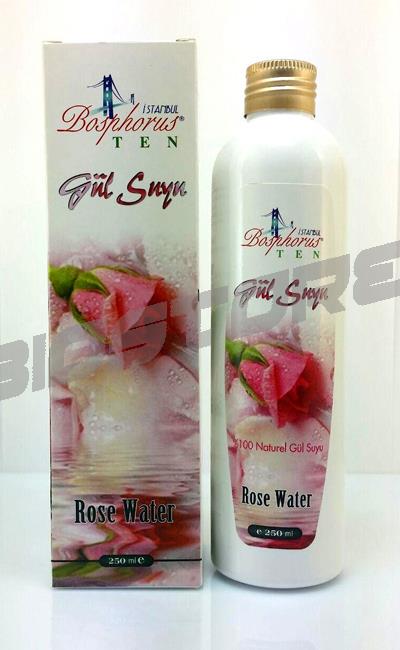 İSTANBUL
Bosphorus®
TEN
Gül Suyu
Rose Water
250 ml e
İSTANBUL
Bosphorus®
TEN
Gül Suyu
100 Naturel Gül Suyu
Rose Water
e 250 ml